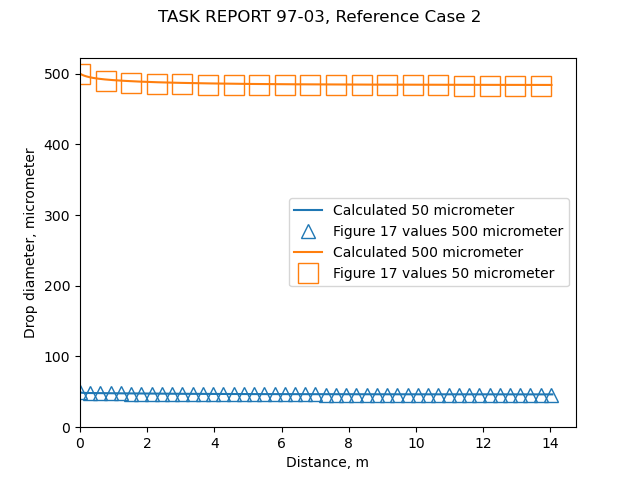 TASK REPORT 97-03, Reference Case 2
Drop diameter, micrometer
500
400
300
200
100
0
Calculated 50 micrometer
Figure 17 values 500 micrometer
Calculated 500 micrometer
Figure 17 values 50 micrometer
0 2 4 6 8 10 12 14
Distance, m